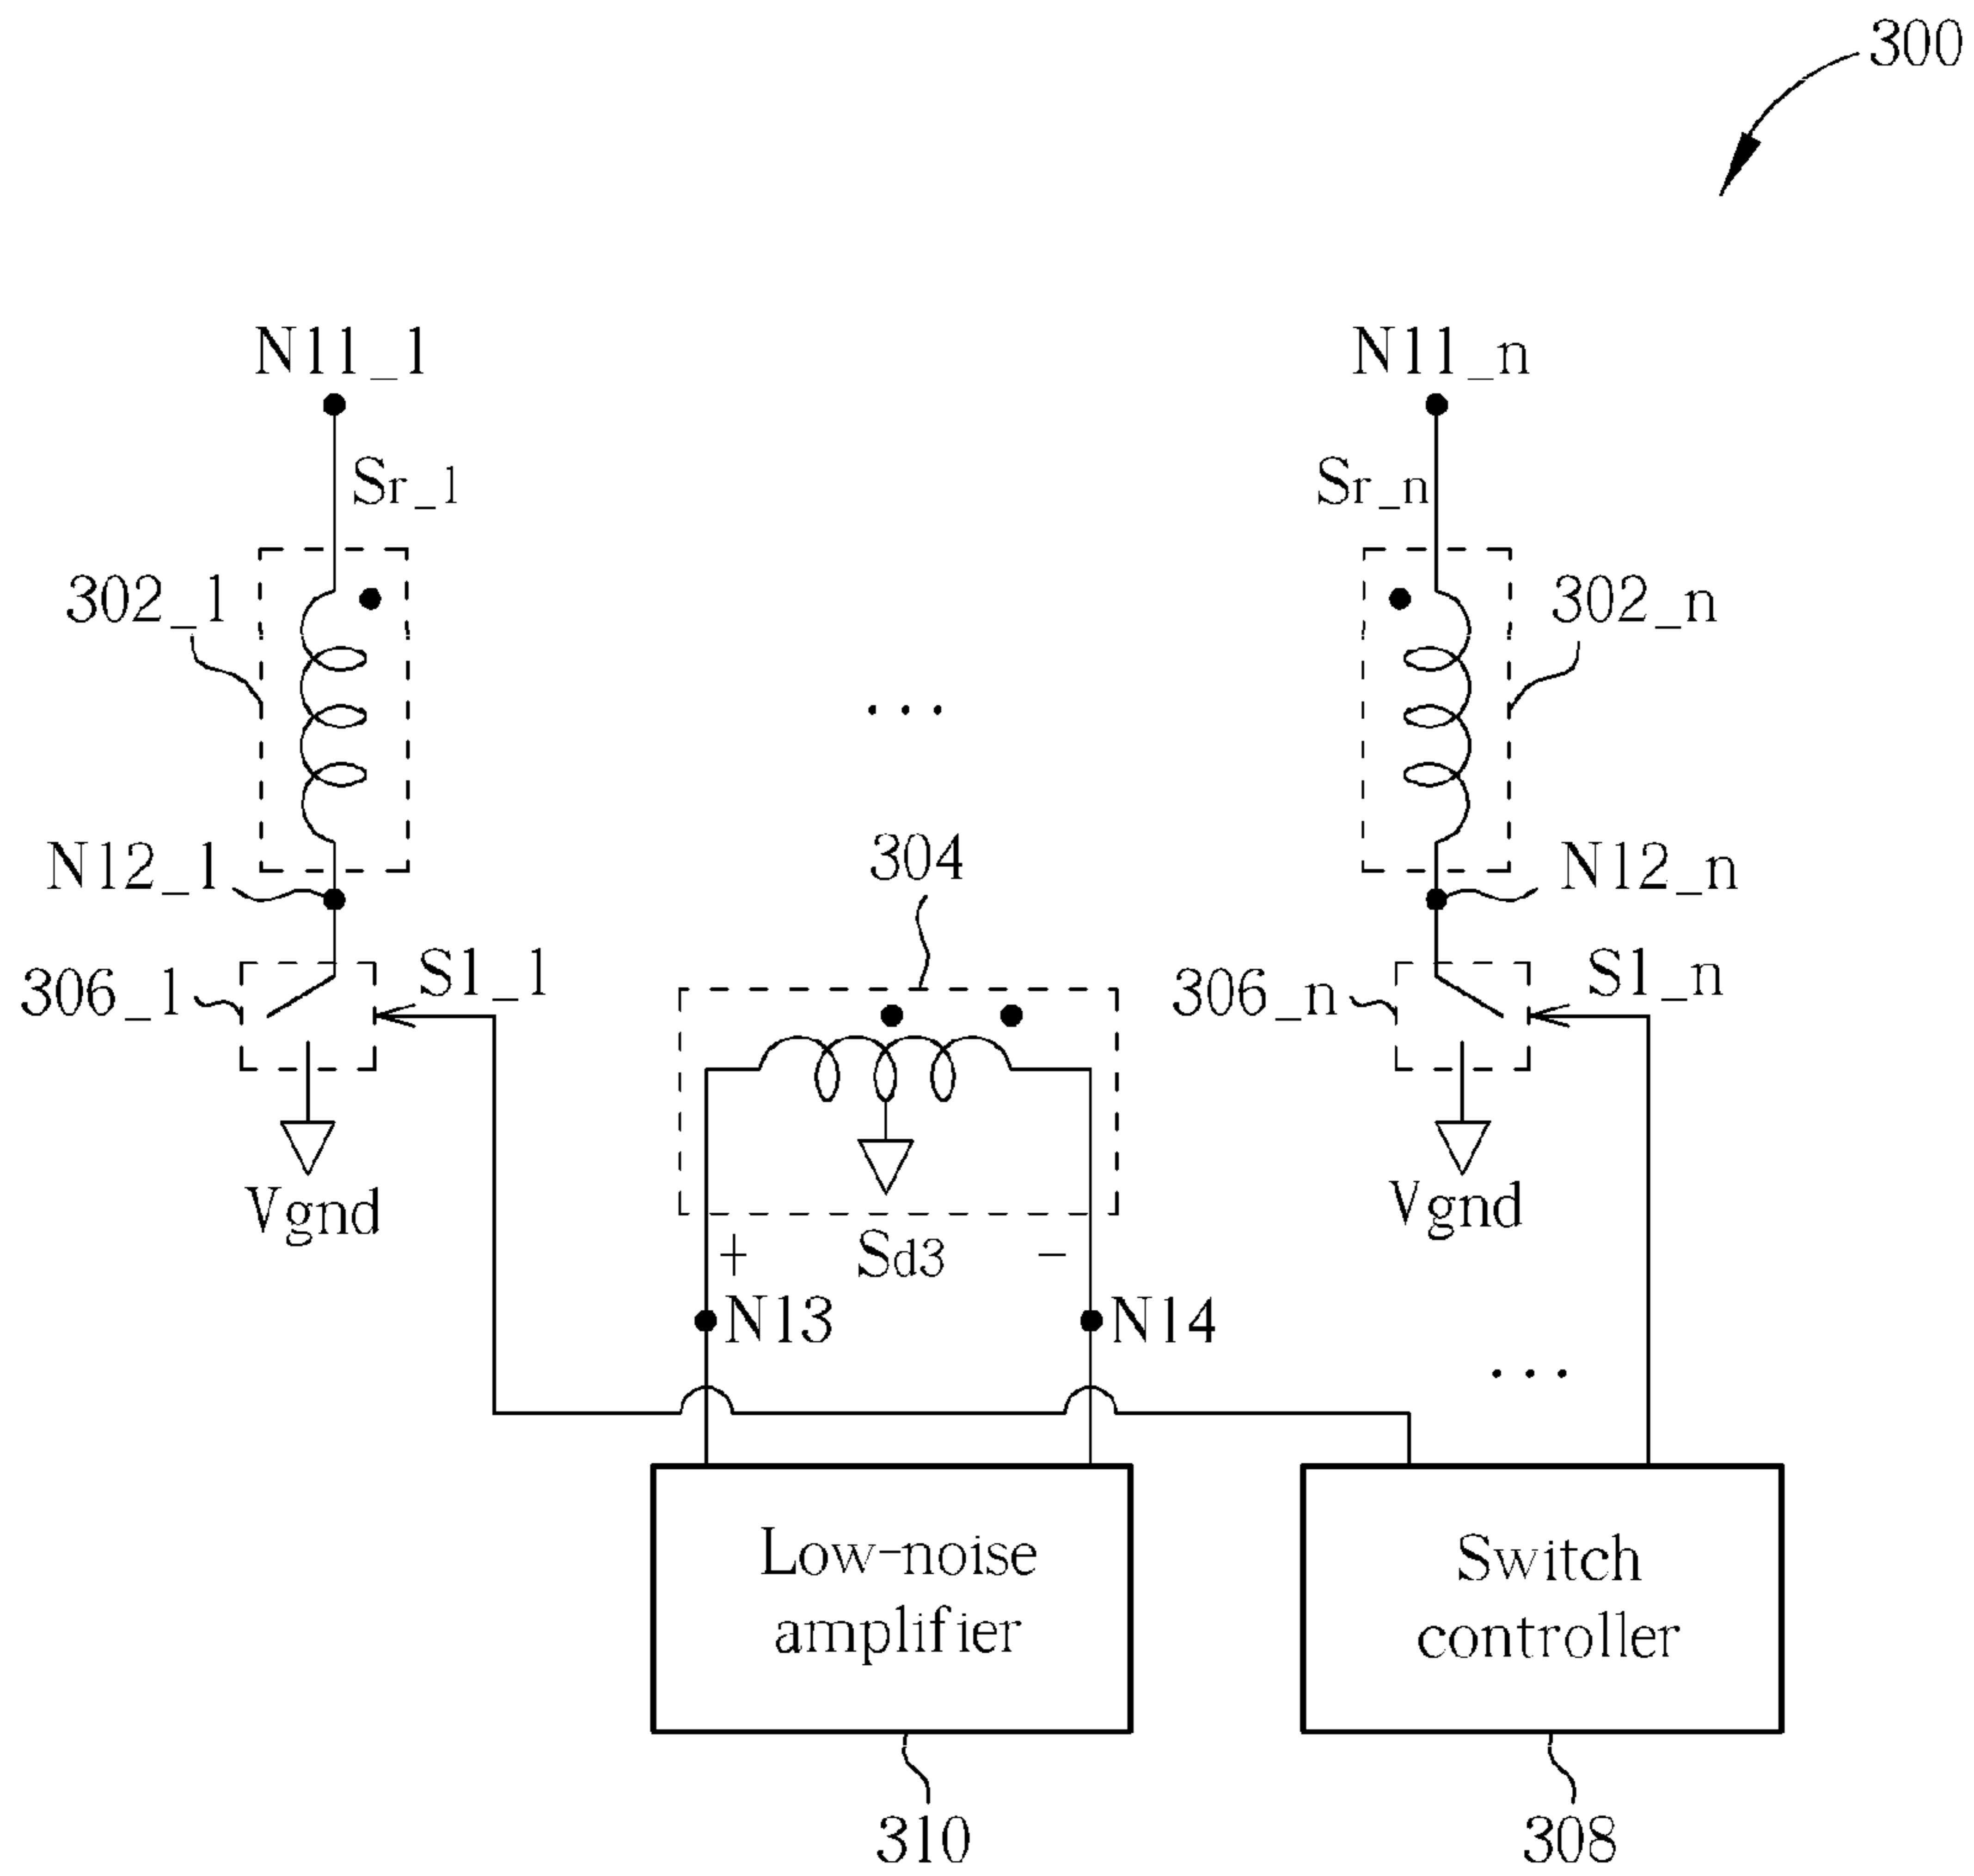 300
N11_1
N11_n
Sr_1
Sr_n
302_1
302_n
...
304
N12_1
N12_n
306_1
S1_1
306_n
S1_n
Vgnd
Vgnd
+ Sd3 -
N13
N14
...
Low-noise
amplifier
Switch
controller
310
308